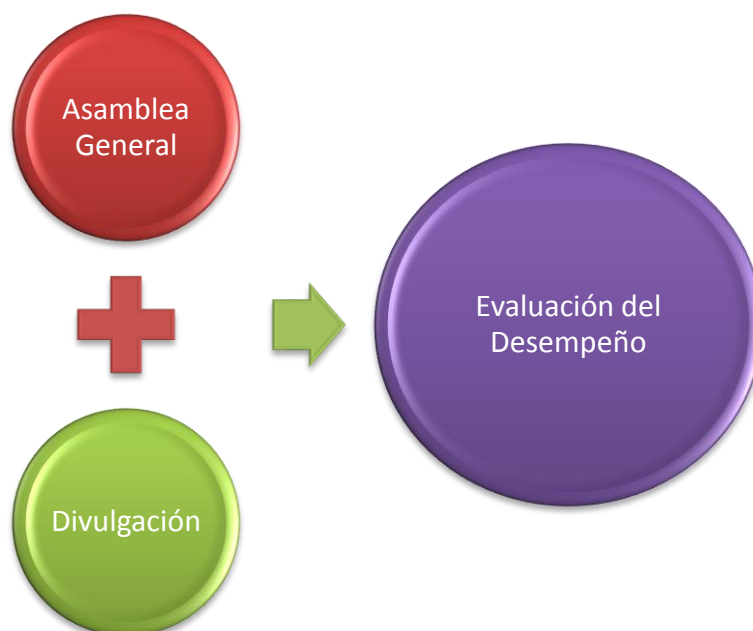 Asamblea
General
Divulgación
Evaluación del
Desempeño